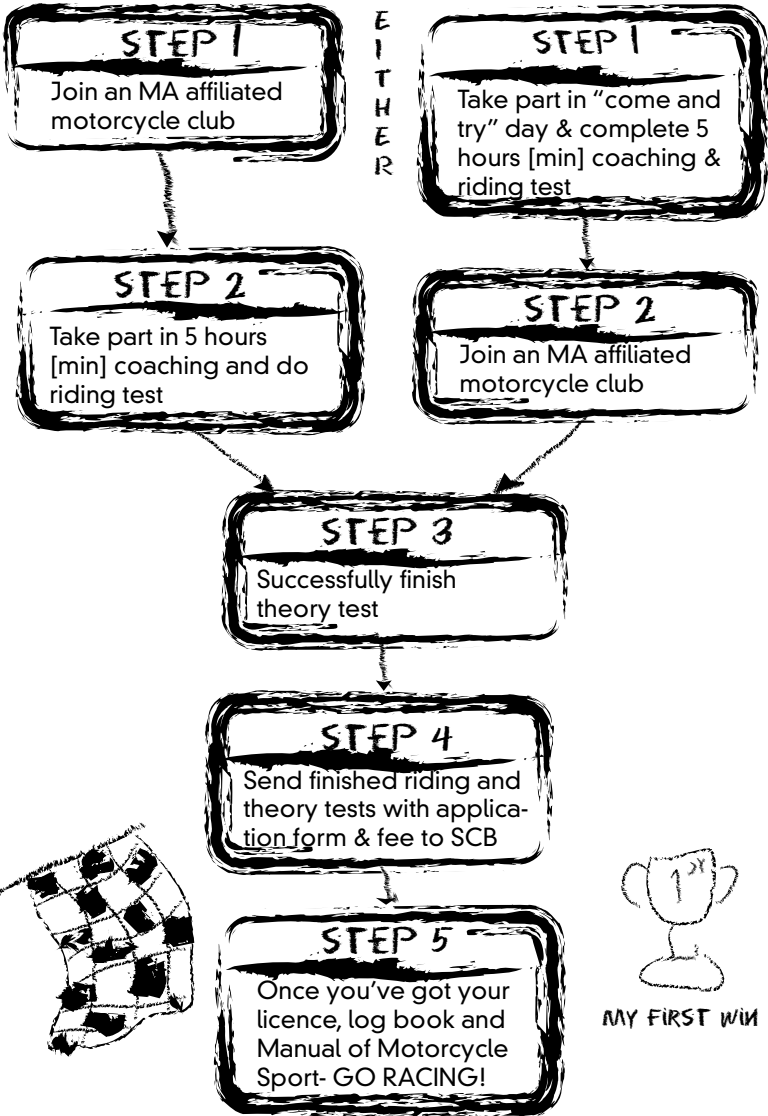 STEP 1
Join an MA affiliated
motorcycle club
EITHER
STEP 1
Take part in “come and
try” day & complete 5
hours [min] coaching &
riding test
STEP 2
Take part in 5 hours
[min] coaching and do
riding test
STEP 2
Join an MA affiliated
motorcycle club
STEP 3
Successfully finish
theory test
STEP 4
Send finished riding and
theory tests with applica-
tion form & fee to SCB
STEP 5
Once you’ve got your
licence, log book and
Manual of Motorcycle
Sport- GO RACING!
MY FIRST WIN